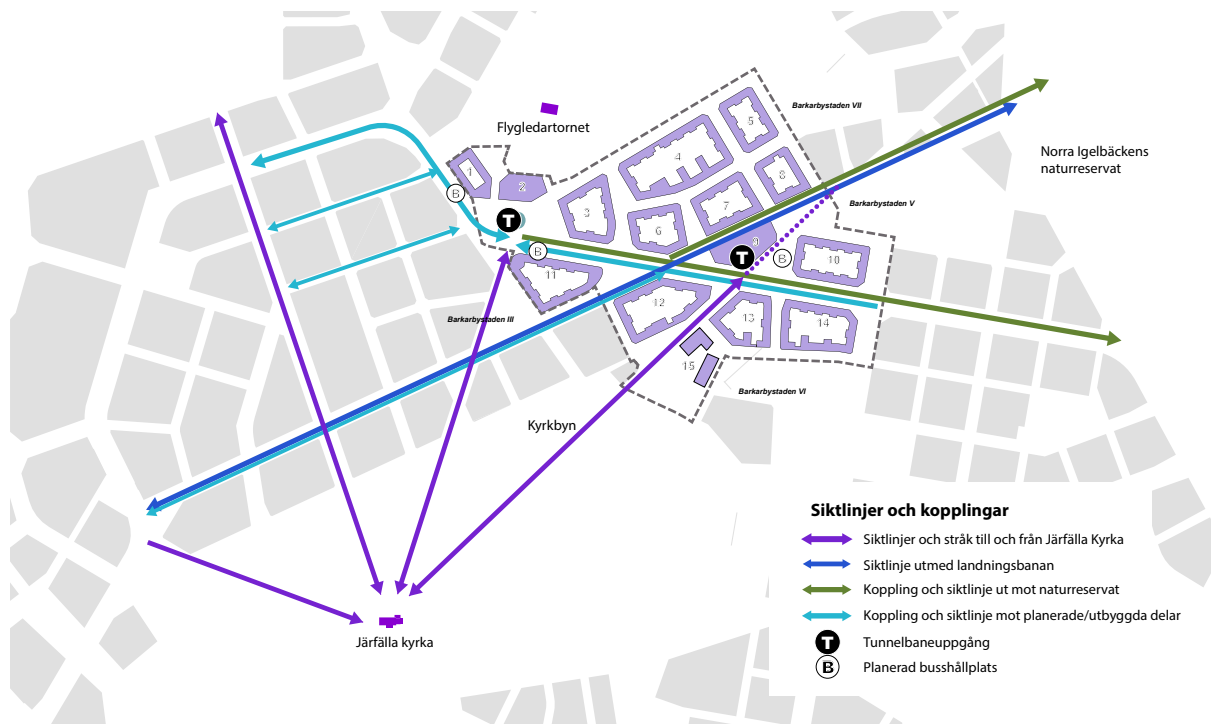 Flygledartornet
Barkarbystaden VII
Norra Igelbäckens
naturreservat
Barkarbystaden V
Barkarbystaden III
Barkarbystaden VI
Kyrkbyn
Järfälla kyrka
1
2
3
4
5
6
7
8
9
10
11
12
13
14
15
T
T
B
B
B
Siktlinjer och kopplingar
Siktlinjer och stråk till och från Järfälla Kyrka
Siktlinje utmed landningsbanan
Koppling och siktlinje ut mot naturreservat
Koppling och siktlinje mot planerade/utbyggda delar
T Tunnelbaneuppgång
B Planerad busshållplats